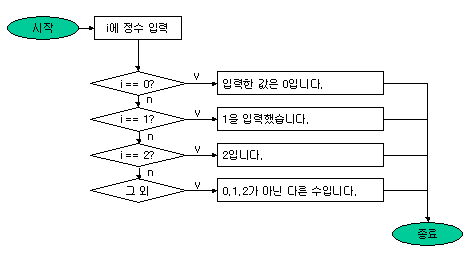 시작
i에 정수 입력
i == 0?
y
입력한 값은 0입니다.
n
i == 1?
y
1을 입력했습니다.
n
i == 2?
y
2입니다.
n
그 외
y
0,1,2가 아닌 다른 수입니다.
종료